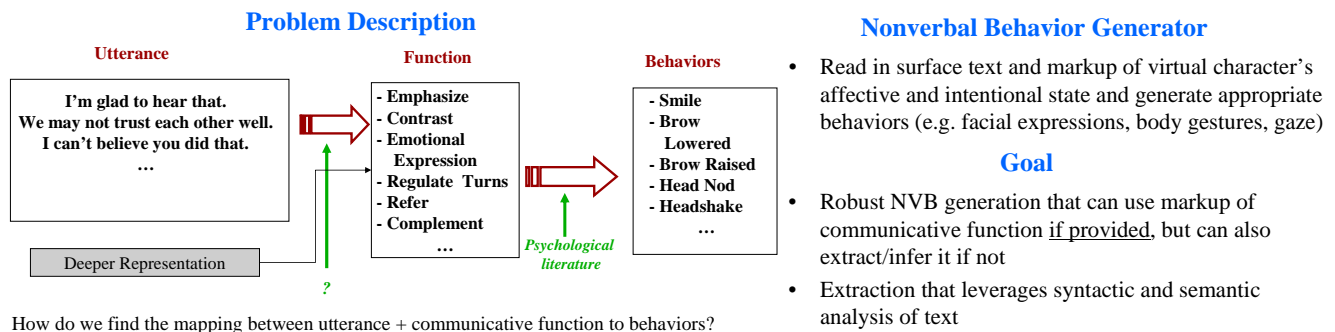 Problem Description
Utterance
I'm glad to hear that.
We may not trust each other well.
I can't believe you did that.
…
Deeper Representation
?
Function
- Emphasize
- Contrast
- Emotional
Expression
- Regulate Turns
- Refer
- Complement
…
Psychological
literature
Behaviors
- Smile
- Brow
Lowered
- Brow Raised
- Head Nod
- Headshake
…
How do we find the mapping between utterance + communicative function to behaviors?
Nonverbal Behavior Generator
• Read in surface text and markup of virtual character's
affective and intentional state and generate appropriate
behaviors (e.g. facial expressions, body gestures, gaze)
Goal
• Robust NVB generation that can use markup of
communicative function if provided, but can also
extract/infer it if not
• Extraction that leverages syntactic and semantic
analysis of text